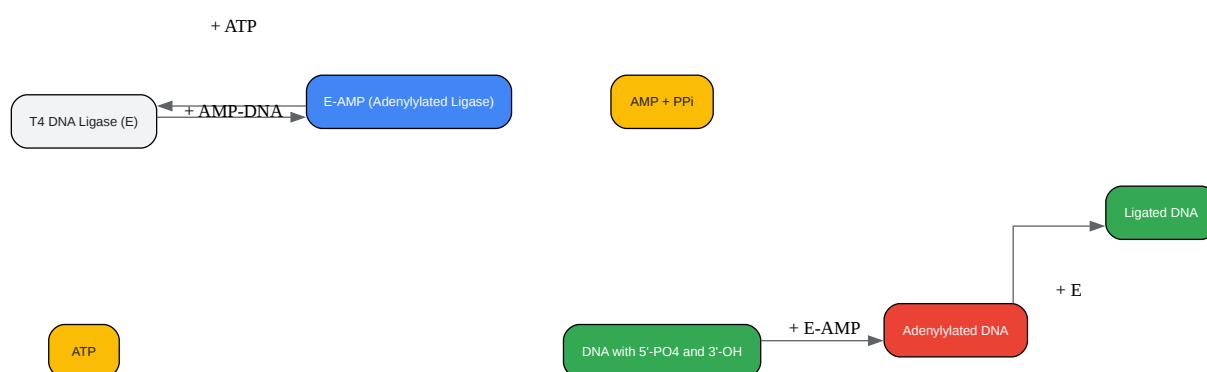 + ATP
E-AMP (Adenylylated Ligase)
AMP + PPi
+ AMP-DNA
T4 DNA Ligase (E)
Ligated DNA
+ E
+ E-AMP
Adenylylated DNA
ATP
DNA with 5'-PO4 and 3'-OH